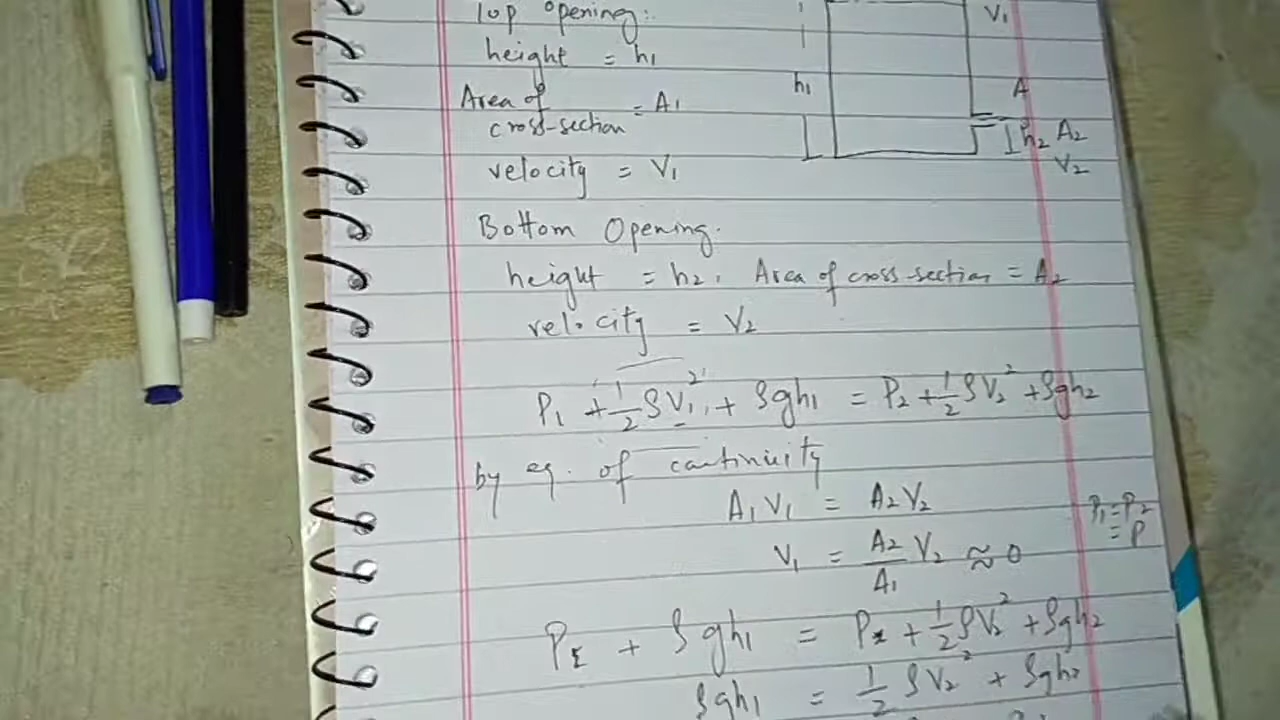 Top opening:
height = h₁
Area of cross-section = A₁
velocity = V₁
V₁
h₁
A
h₂ A₂
V₂
Bottom Opening.
height = h₂, Area of cross-section = A₂
velocity = V₂
P₁ + ½ ρV₁² + ρgh₁ = P₂ + ½ ρV₂² + ρgh₂
by eq. of continuity
A₁V₁ = A₂V₂
P₁ = P₂
= P
V₁ = A₂/A₁ V₂ ≈ 0
P + ρgh₁ = P + ½ ρV₂² + ρgh₂
ρgh₁ = ½ ρV₂² + ρgh₂